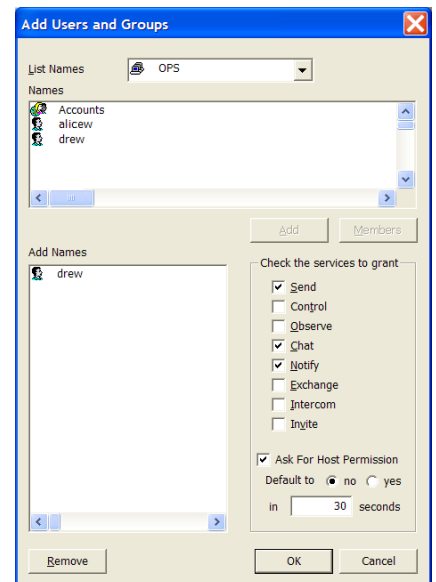 Add Users and Groups
List Names OPS
Names
Accounts
alicew
drew
Add Members
Add Names
drew
Check the services to grant
Send
Control
Observe
Chat
Notify
Exchange
Intercom
Invite
Ask For Host Permission
Default to no yes
in 30 seconds
Remove OK Cancel